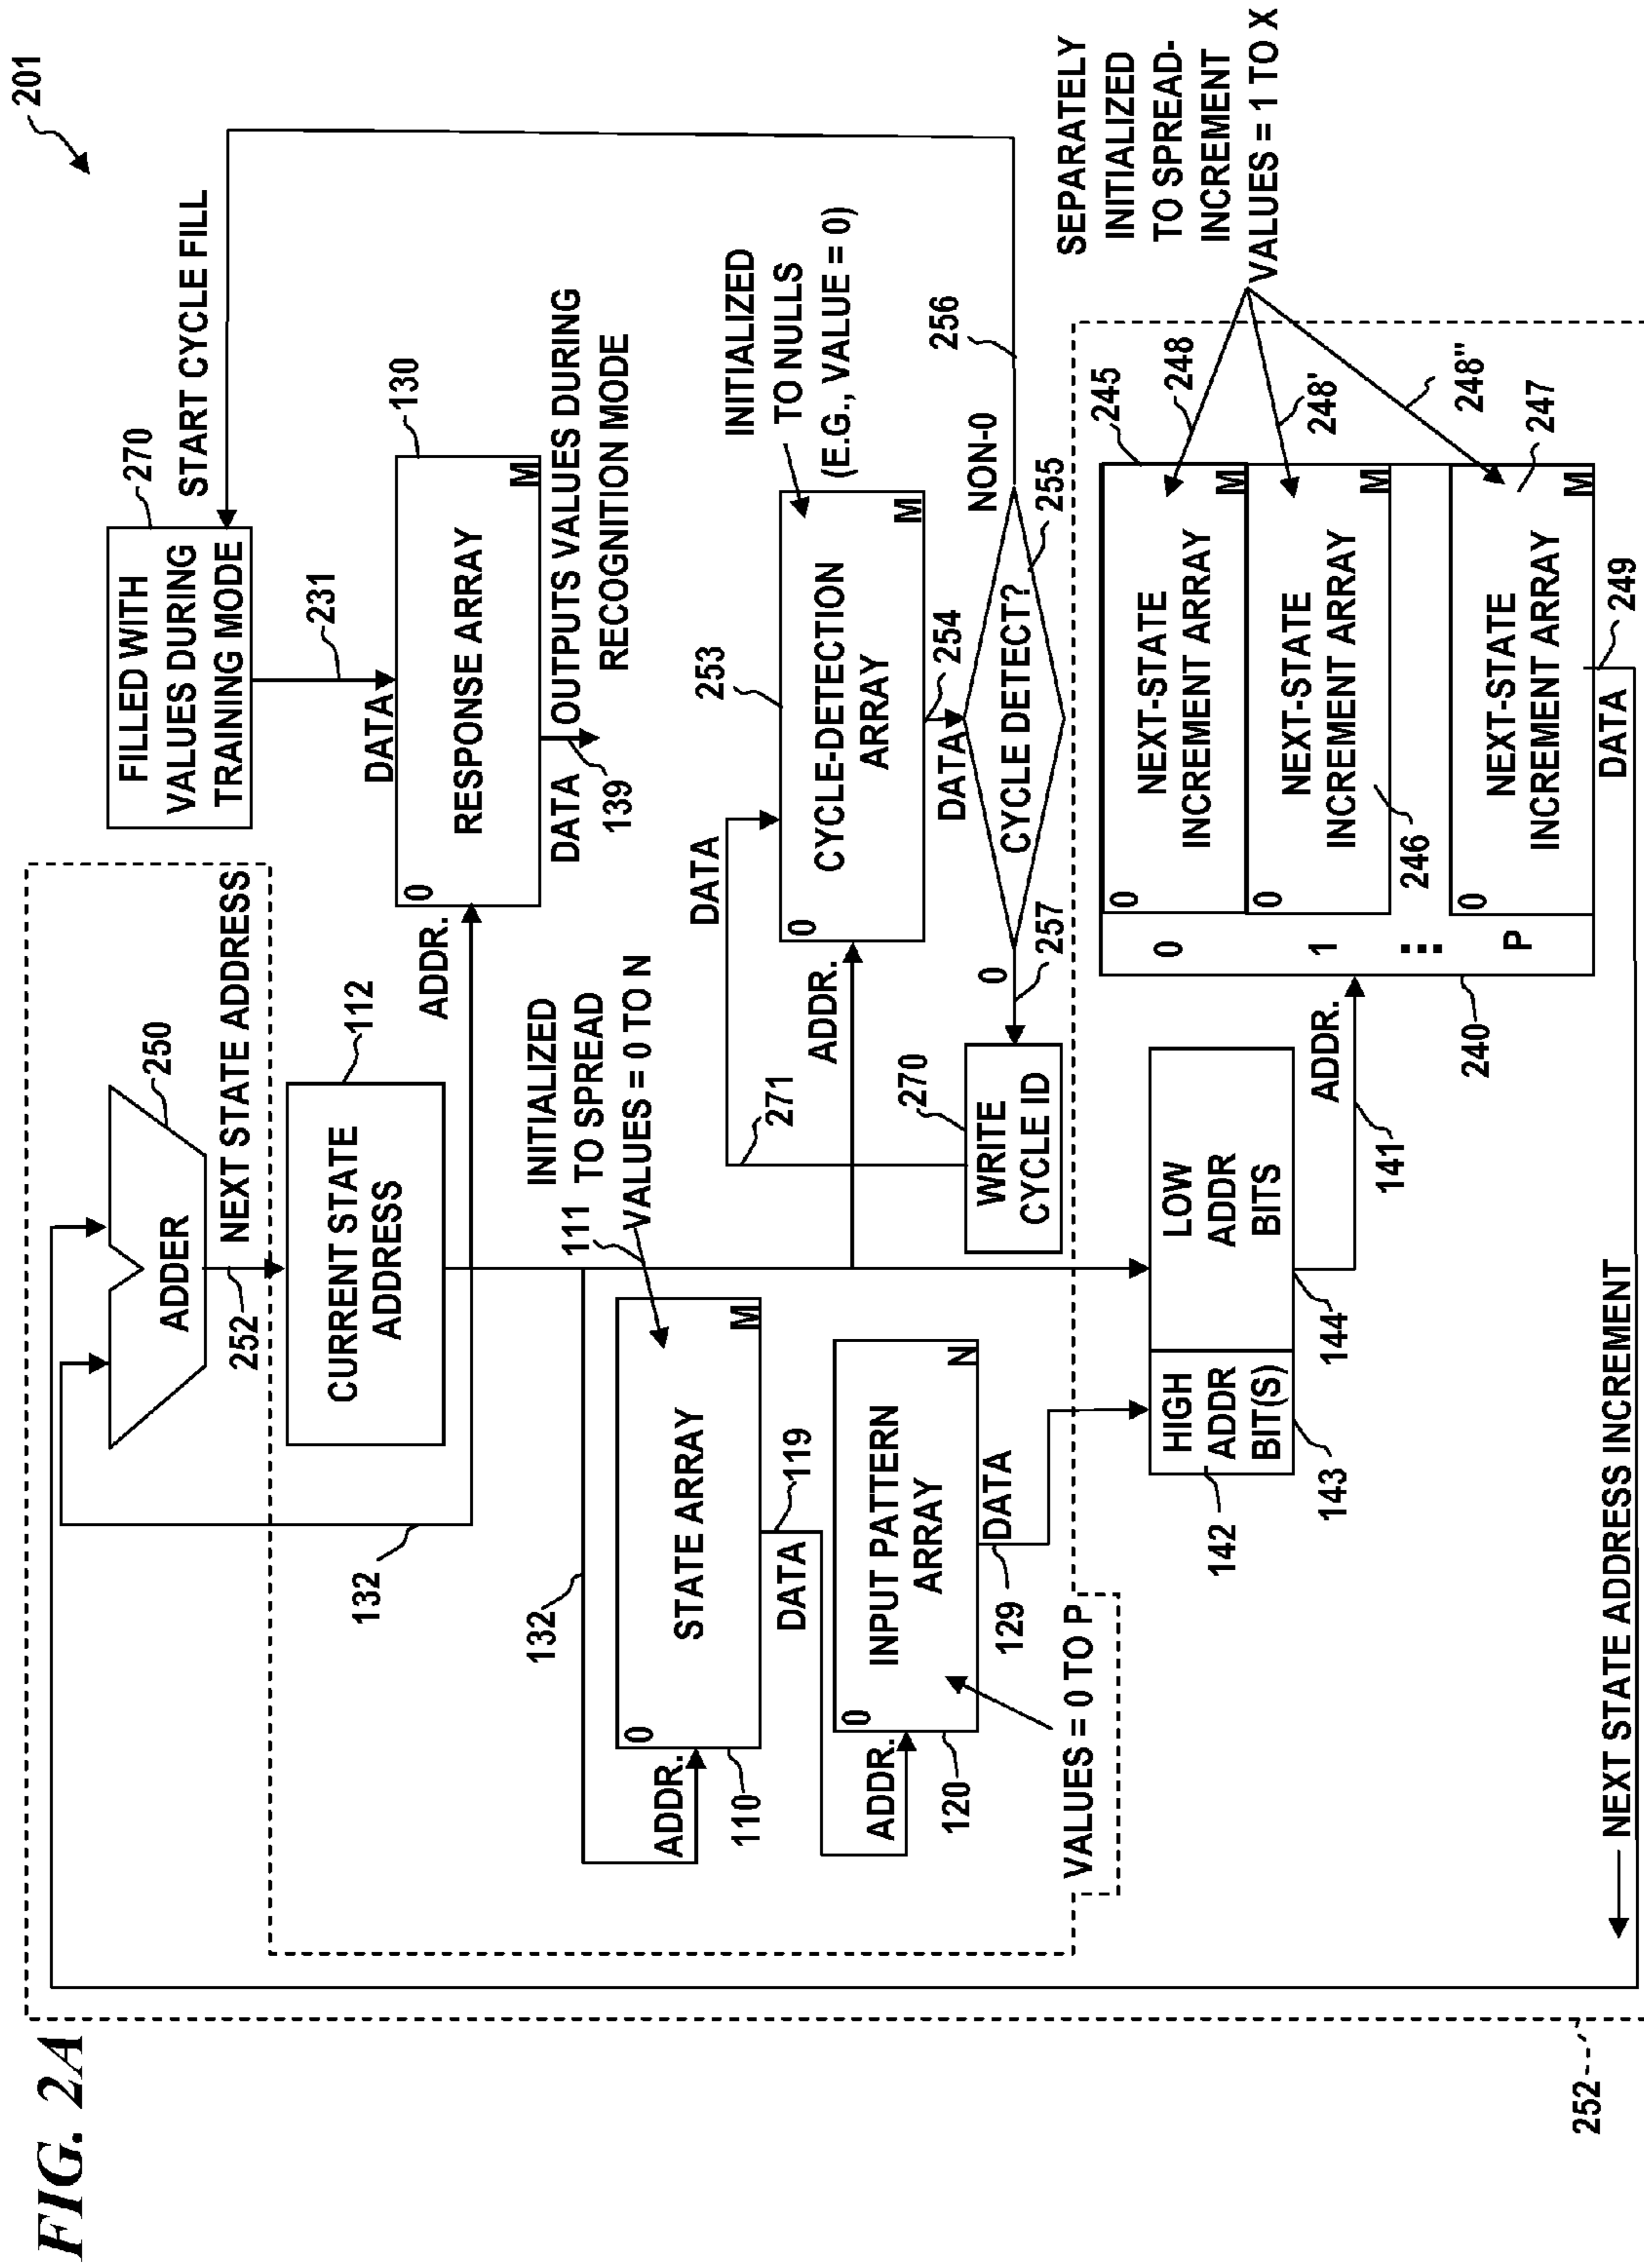 FIG. 2A
201
252
ADDER
250
252
NEXT STATE ADDRESS
CURRENT STATE
ADDRESS
112
132
FILLED WITH
VALUES DURING
TRAINING MODE
270
START CYCLE FILL
231
DATA
ADDR.
0
RESPONSE ARRAY
M
130
DATA
139
OUTPUTS VALUES DURING
RECOGNITION MODE
132
INITIALIZED
TO SPREAD
VALUES = 0 TO N
111
ADDR.
110
0
STATE ARRAY
M
DATA
119
ADDR.
120
0
INPUT PATTERN
ARRAY
N
129
DATA
VALUES = 0 TO P
DATA
271
ADDR.
0
CYCLE-DETECTION
ARRAY
M
253
INITIALIZED
TO NULLS
(E.G., VALUE = 0)
DATA
254
CYCLE DETECT?
255
NON-0
256
0
257
WRITE
CYCLE ID
270
142
HIGH
ADDR
BIT(S)
143
LOW
ADDR
BITS
144
ADDR.
141
240
0
1
P
0
NEXT-STATE
INCREMENT ARRAY
M
245
0
NEXT-STATE
INCREMENT ARRAY
M
246
0
NEXT-STATE
INCREMENT ARRAY
M
247
248
248'
248"
SEPARATELY
INITIALIZED
TO SPREAD-
INCREMENT
VALUES = 1 TO X
DATA
249
NEXT STATE ADDRESS INCREMENT